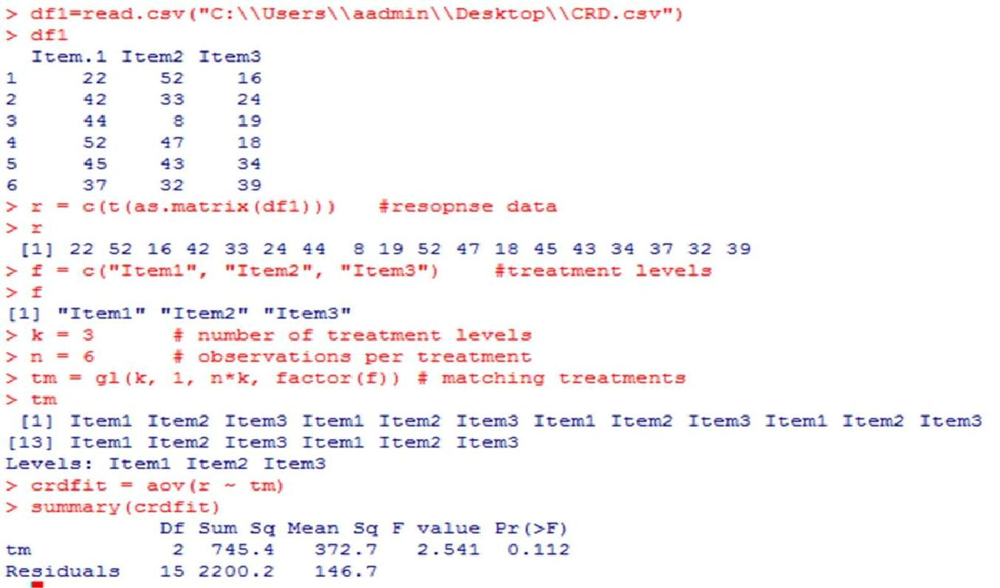 > df1=read.csv("C:\\Users\\aadmin\\Desktop\\CRD.csv")
> df1
  Item.1 Item2 Item3
1     22    52    16
2     42    33    24
3     44     8    19
4     52    47    18
5     45    43    34
6     37    32    39
> r = c(t(as.matrix(df1)))   #resopnse data
> r
 [1] 22 52 16 42 33 24 44  8 19 52 47 18 45 43 34 37 32 39
> f = c("Item1", "Item2", "Item3")    #treatment levels
> f
[1] "Item1" "Item2" "Item3"
> k = 3      # number of treatment levels
> n = 6      # observations per treatment
> tm = gl(k, 1, n*k, factor(f)) # matching treatments
> tm
 [1] Item1 Item2 Item3 Item1 Item2 Item3 Item1 Item2 Item3 Item1 Item2 Item3
[13] Item1 Item2 Item3 Item1 Item2 Item3
Levels: Item1 Item2 Item3
> crdfit = aov(r ~ tm)
> summary(crdfit)
            Df Sum Sq Mean Sq F value Pr(>F)
tm           2  745.4   372.7   2.541  0.112
Residuals   15 2200.2   146.7